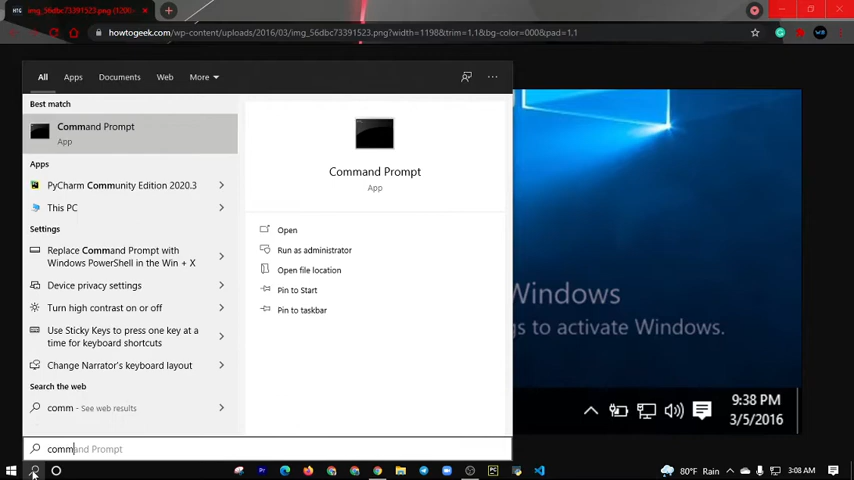 img_56dbc73391523.png (1200×
howtogeek.com/wp-content/uploads/2016/03/img_56dbc73391523.png?width=1198&trim=1,1&bg-color=000&pad=1,1
All Apps Documents Web More
Best match
Command Prompt
App
Apps
PyCharm Community Edition 2020.3
This PC
Settings
Replace Command Prompt with
Windows PowerShell in the Win + X
Device privacy settings
Turn high contrast on or off
Use Sticky Keys to press one key at a
time for keyboard shortcuts
Change Narrator's keyboard layout
Search the web
comm - See web results
command Prompt
Command Prompt
App
Open
Run as administrator
Open file location
Pin to Start
Pin to taskbar
Windows
gs to activate Windows.
9:38 PM
3/5/2016
80°F Rain
3:08 AM